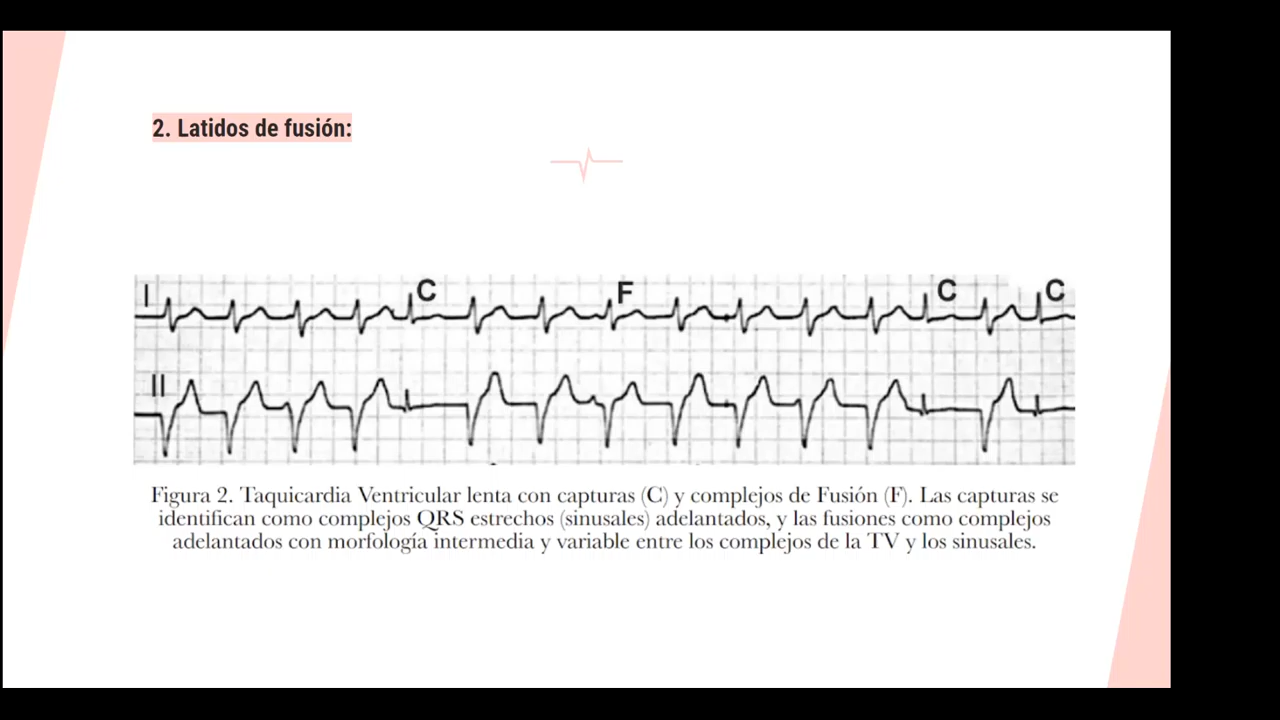 2. Latidos de fusión:
I C F C C
II
Figura 2. Taquicardia Ventricular lenta con capturas (C) y complejos de Fusión (F). Las capturas se
identifican como complejos QRS estrechos (sinusales) adelantados, y las fusiones como complejos
adelantados con morfología intermedia y variable entre los complejos de la TV y los sinusales.